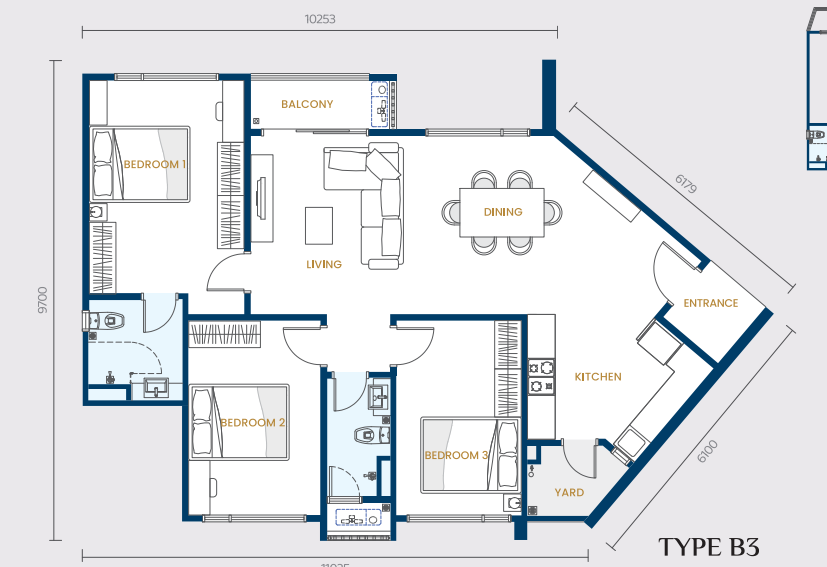 10253
BALCONY
BEDROOM 1
6179
DINING
LIVING
9700
ENTRANCE
KITCHEN
BEDROOM 2
BEDROOM 3
6100
YARD
TYPE B3